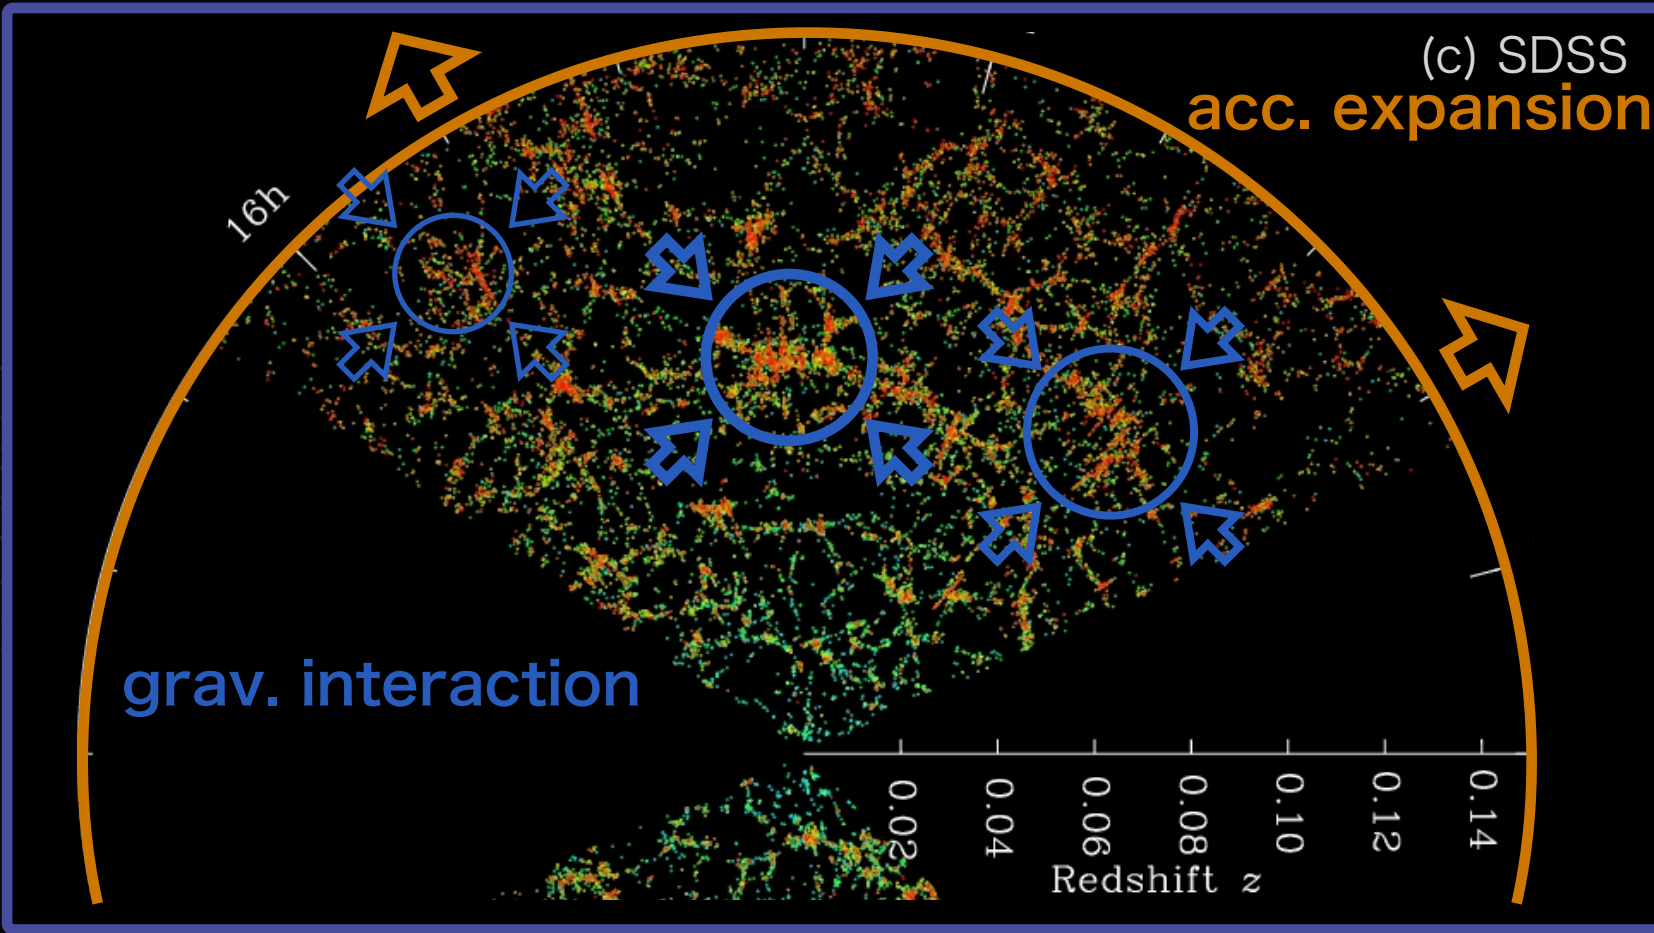 (c) SDSS
acc. expansion
16h
grav. interaction
0.02
0.04
0.06
0.08
0.10
0.12
0.14
Redshift z